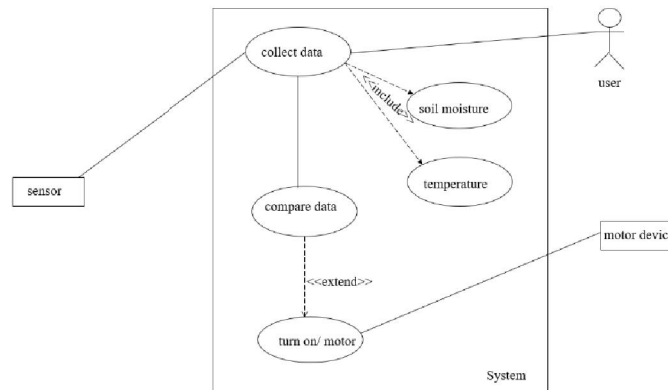 collect data
user
<<include>>
soil moisture
sensor
temperature
compare data
motor devic
<<extend>>
turn on/ motor
System